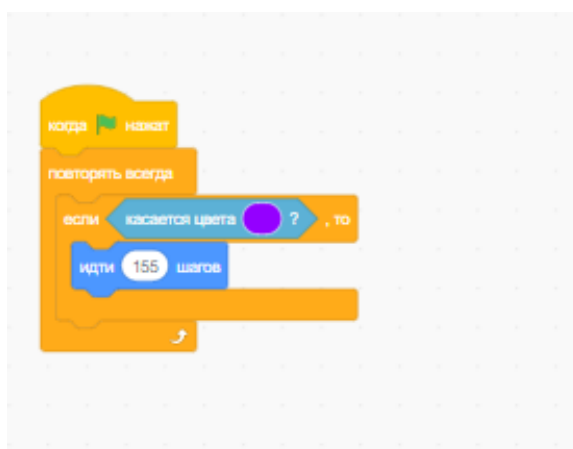 когда нажат
повторять всегда
если касается цвета ? , то
идти 155 шагов